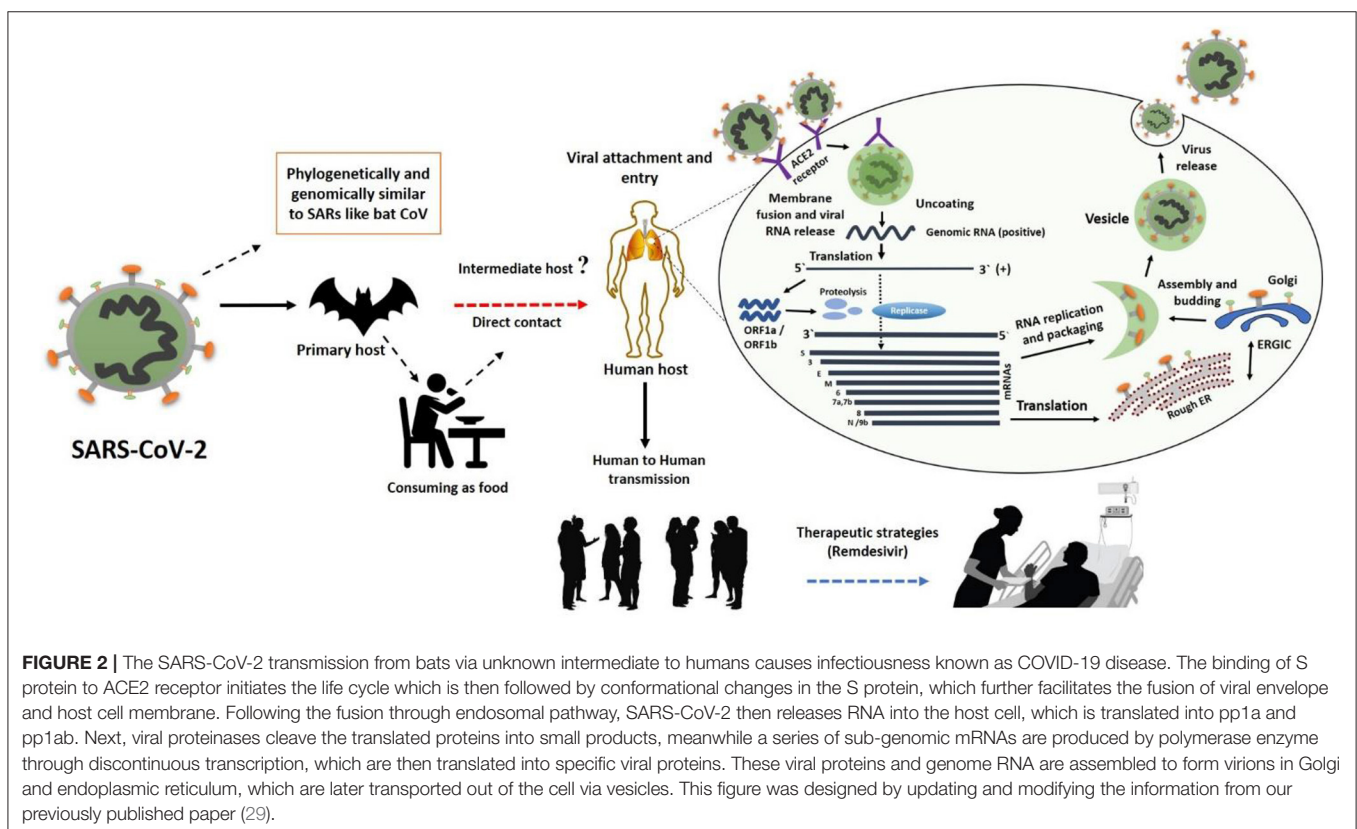 Phylogenetically and
genomically similar
to SARs like bat CoV
SARS-CoV-2
Primary host
Consuming as food
Intermediate host ?
Direct contact
Viral attachment and
entry
Human host
Human to Human
transmission
Therapeutic strategies
(Remdesivir)
ACE2
receptor
Membrane
fusion and viral
RNA release
Uncoating
Genomic RNA (positive)
Translation
5` 3` (+)
ORF1a /
ORF1b
Proteolysis
Replicase
3` 5`
S
3
E
M
6
7a,7b
8
N /9b
mRNAs
RNA replication
and packaging
Translation
Rough ER
ERGIC
Golgi
Assembly and
budding
Vesicle
Virus
release
FIGURE 2 | The SARS-CoV-2 transmission from bats via unknown intermediate to humans causes infectiousness known as COVID-19 disease. The binding of S
protein to ACE2 receptor initiates the life cycle which is then followed by conformational changes in the S protein, which further facilitates the fusion of viral envelope
and host cell membrane. Following the fusion through endosomal pathway, SARS-CoV-2 then releases RNA into the host cell, which is translated into pp1a and
pp1ab. Next, viral proteinases cleave the translated proteins into small products, meanwhile a series of sub-genomic mRNAs are produced by polymerase enzyme
through discontinuous transcription, which are then translated into specific viral proteins. These viral proteins and genome RNA are assembled to form virions in Golgi
and endoplasmic reticulum, which are later transported out of the cell via vesicles. This figure was designed by updating and modifying the information from our
previously published paper (29).